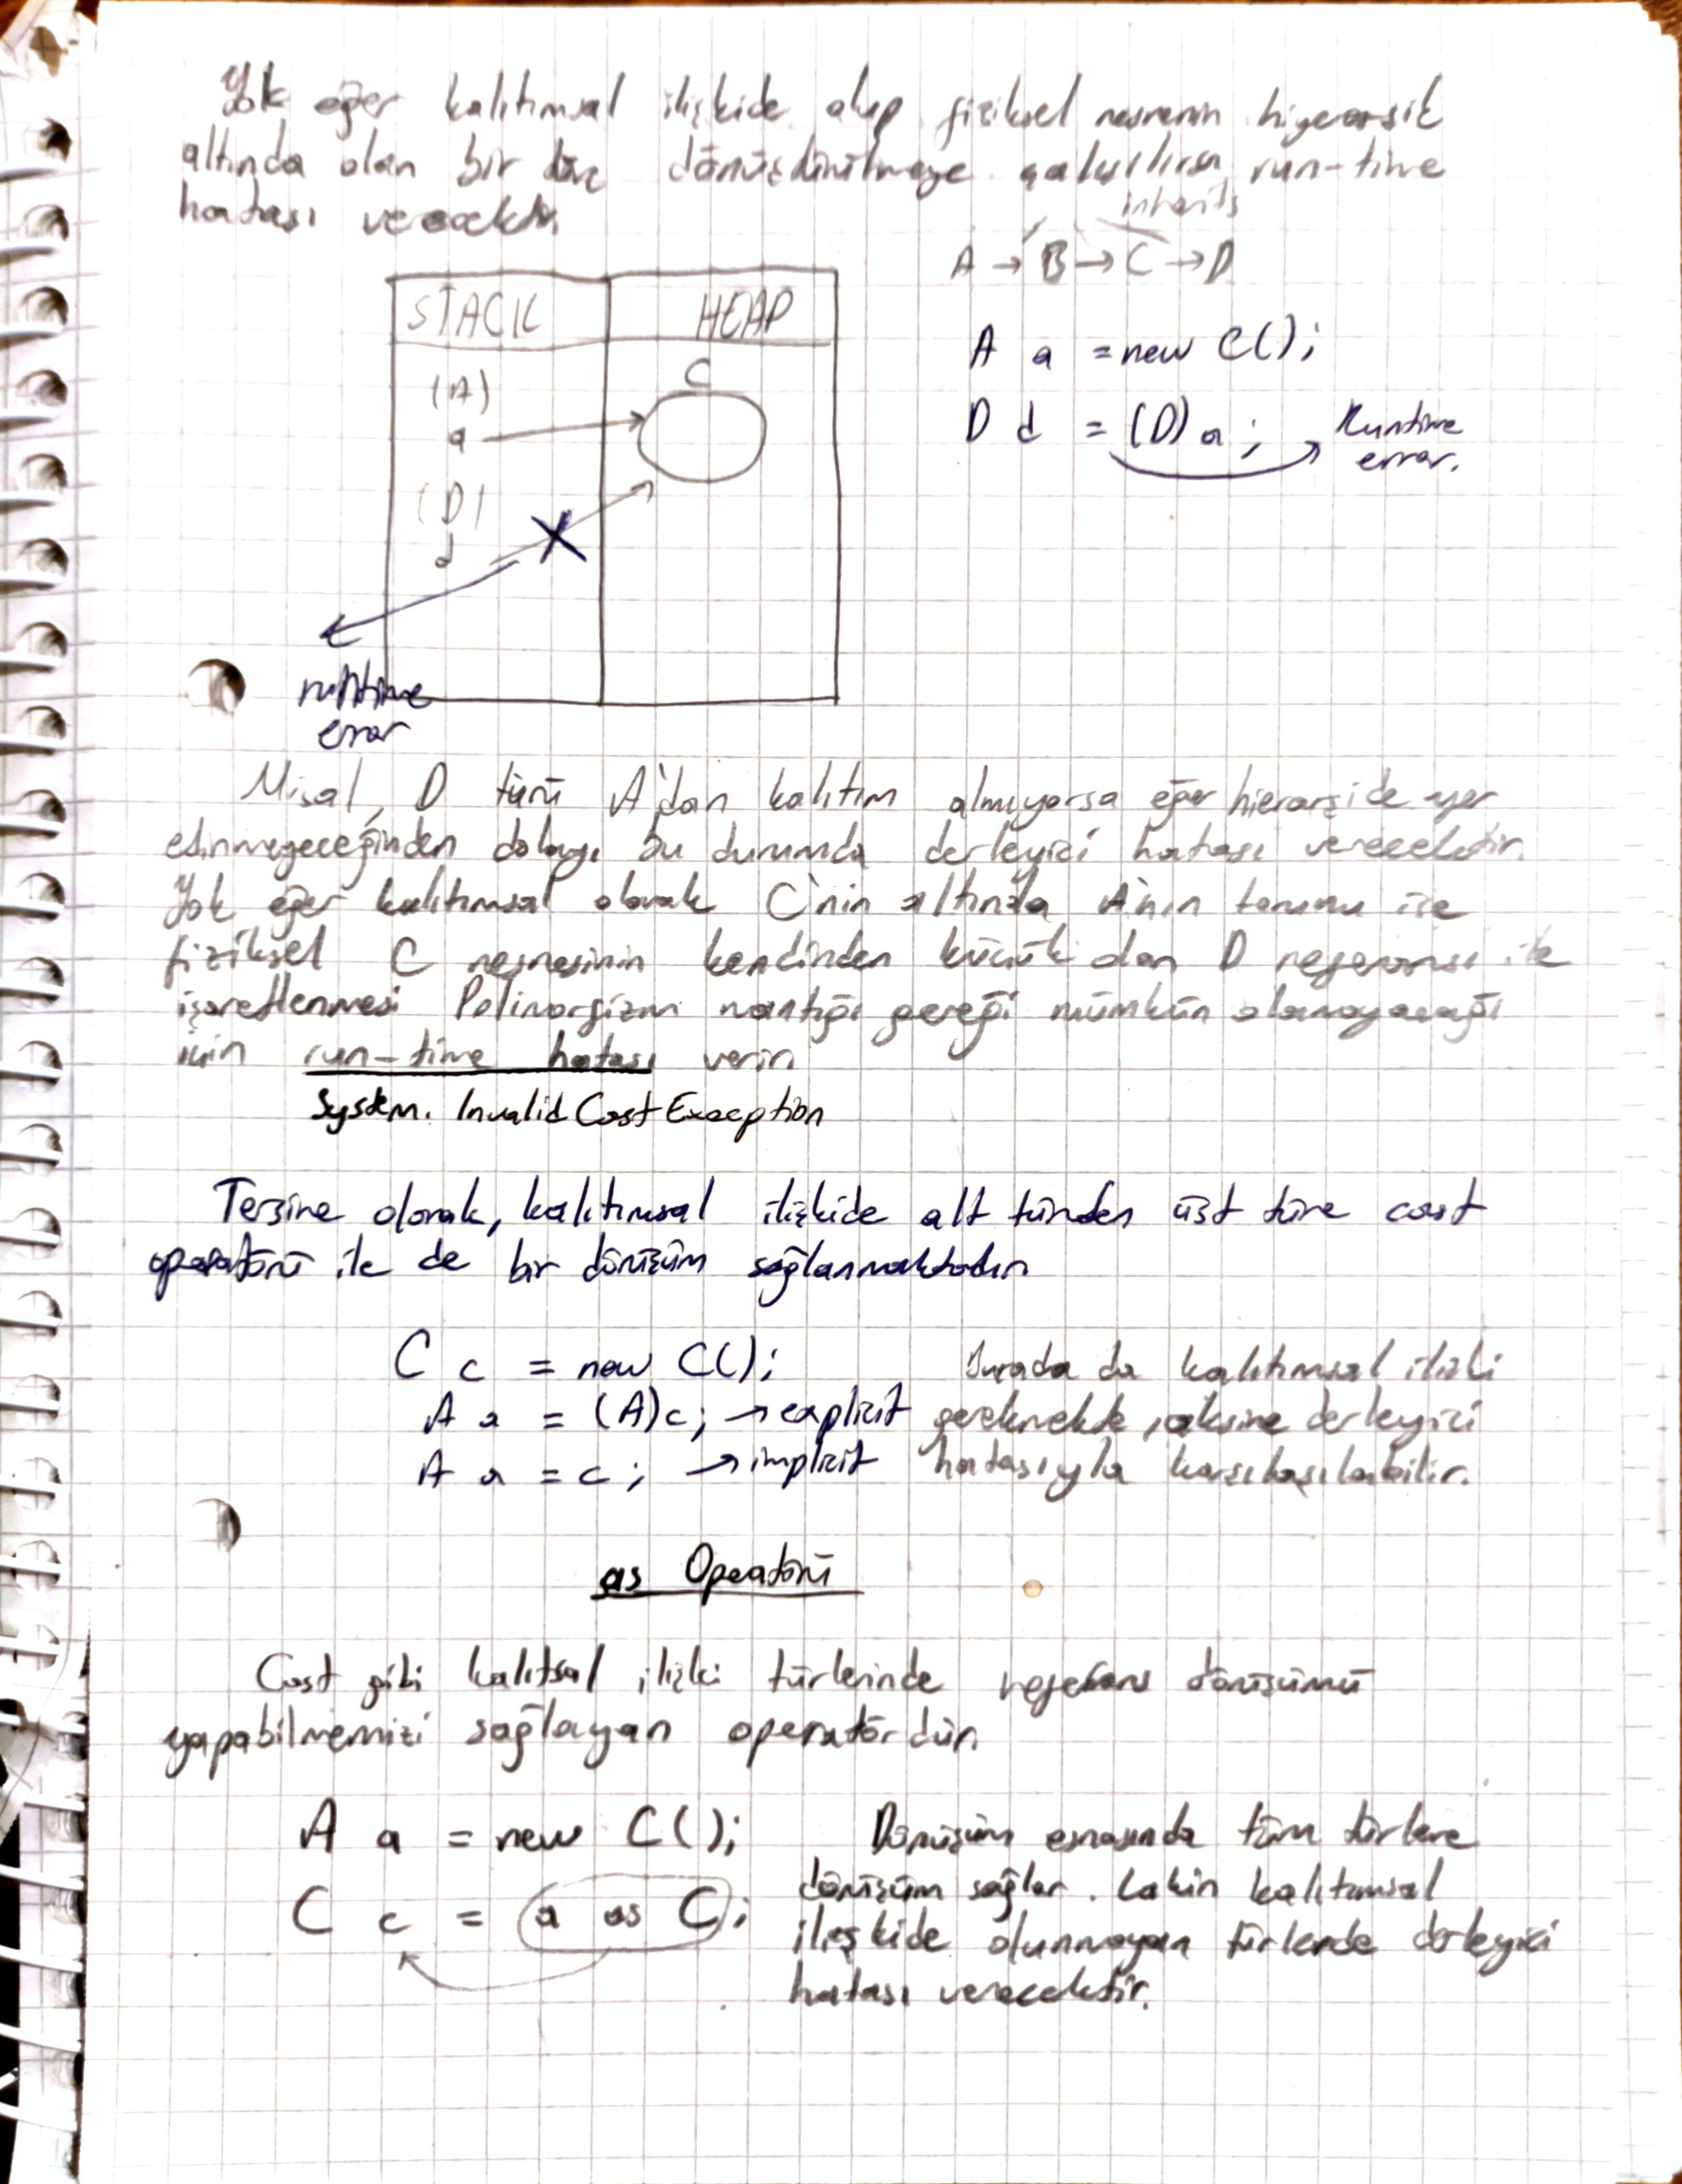 Yok eğer kalıtımsal ilişkide olup fiziksel nesnenin hiyerarşik
altında olan bir türe dönüştürülmeye çalışılırsa run-time
hatası verecektir.
inherits
A → B → C → D
STACK HEAP
A a = new C();
(A) C
a
D d = (D) a; Runtime
error.
(D)
d
runtime
error
Misal, D türü A'dan kalıtım almıyorsa eğer hierarşide yer
edinmeyeceğinden dolayı bu durumda derleyici hatası verecektir.
Yok eğer kalıtımsal olarak C'nin altında A'nın torunu ise
fiziksel C nesnesinin kendinden küçük olan D referansı ile
işaretlenmesi Polimorfizm mantığı gereği mümkün olamayacağı
için run-time hatası verir.
System. InvalidCastException
Tersine olarak, kalıtımsal ilişkide alt türden üst türe cast
operatörü ile de bir dönüşüm sağlanmaktadır.
C c = new C(); Burada da kalıtımsal ilişki
A a = (A)c; → explicit gerekmekte, aksine derleyici
A a = c; → implicit hatasıyla karşılaşılabilir.
as Operatörü
Cast gibi kalıtsal ilişki türlerinde referans dönüşümü
yapabilmemizi sağlayan operatördür.
A a = new C(); Dönüşüm esnasında tüm türlere
C c = a as C; dönüşüm sağlar. Lakin kalıtımsal
ilişkide olunmayan türlerde derleyici
hatası verecektir.